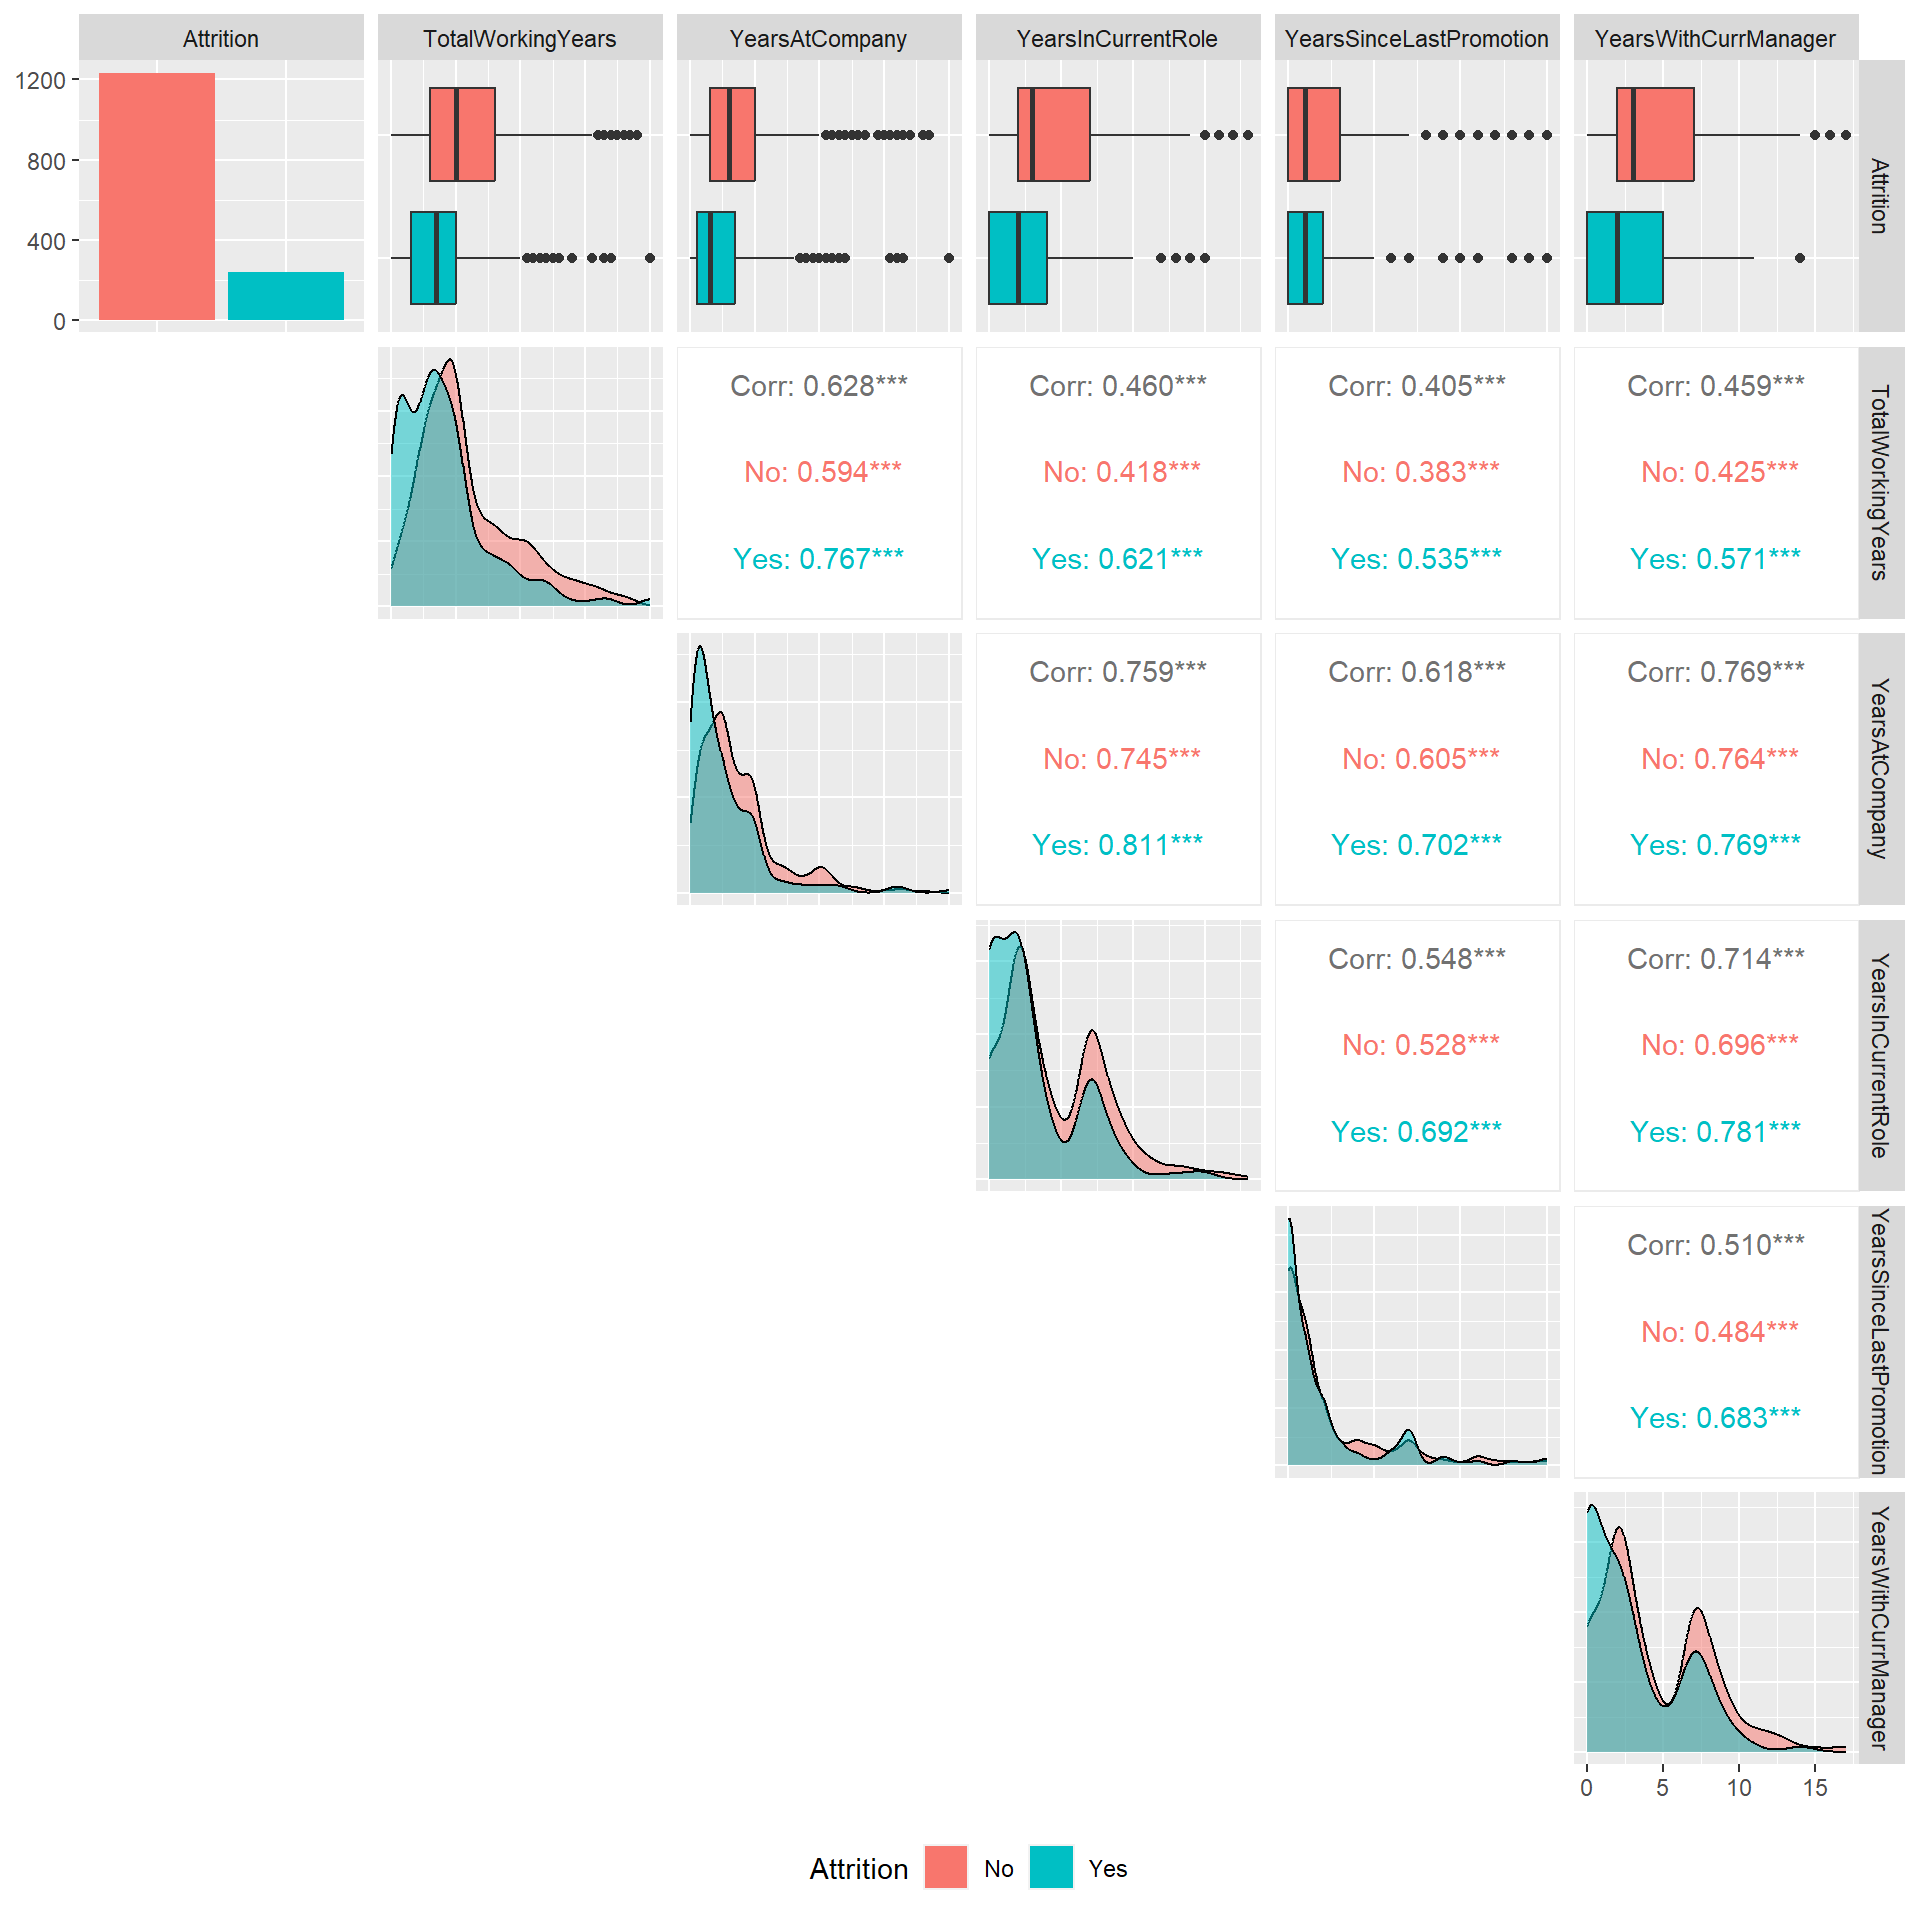 Attrition
TotalWorkingYears
YearsAtCompany
YearsInCurrentRole
YearsSinceLastPromotion
YearsWithCurrManager
1200
800
400
0
Attrition
Corr: 0.628***
No: 0.594***
Yes: 0.767***
Corr: 0.460***
No: 0.418***
Yes: 0.621***
Corr: 0.405***
No: 0.383***
Yes: 0.535***
Corr: 0.459***
No: 0.425***
Yes: 0.571***
TotalWorkingYears
Corr: 0.759***
No: 0.745***
Yes: 0.811***
Corr: 0.618***
No: 0.605***
Yes: 0.702***
Corr: 0.769***
No: 0.764***
Yes: 0.769***
YearsAtCompany
Corr: 0.548***
No: 0.528***
Yes: 0.692***
Corr: 0.714***
No: 0.696***
Yes: 0.781***
YearsInCurrentRole
Corr: 0.510***
No: 0.484***
Yes: 0.683***
YearsSinceLastPromotion
YearsWithCurrManager
0 5 10 15
Attrition No Yes